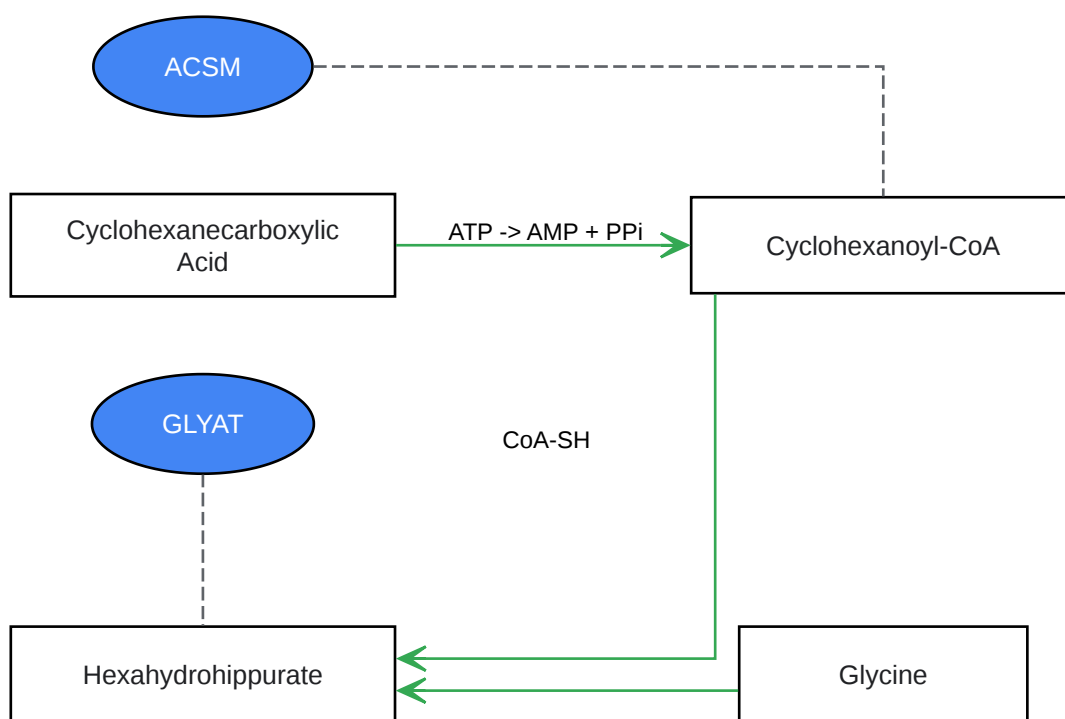 ACSM
Cyclohexanecarboxylic
Acid
ATP -> AMP + PPi
Cyclohexanoyl-CoA
GLYAT
CoA-SH
Hexahydrohippurate
Glycine